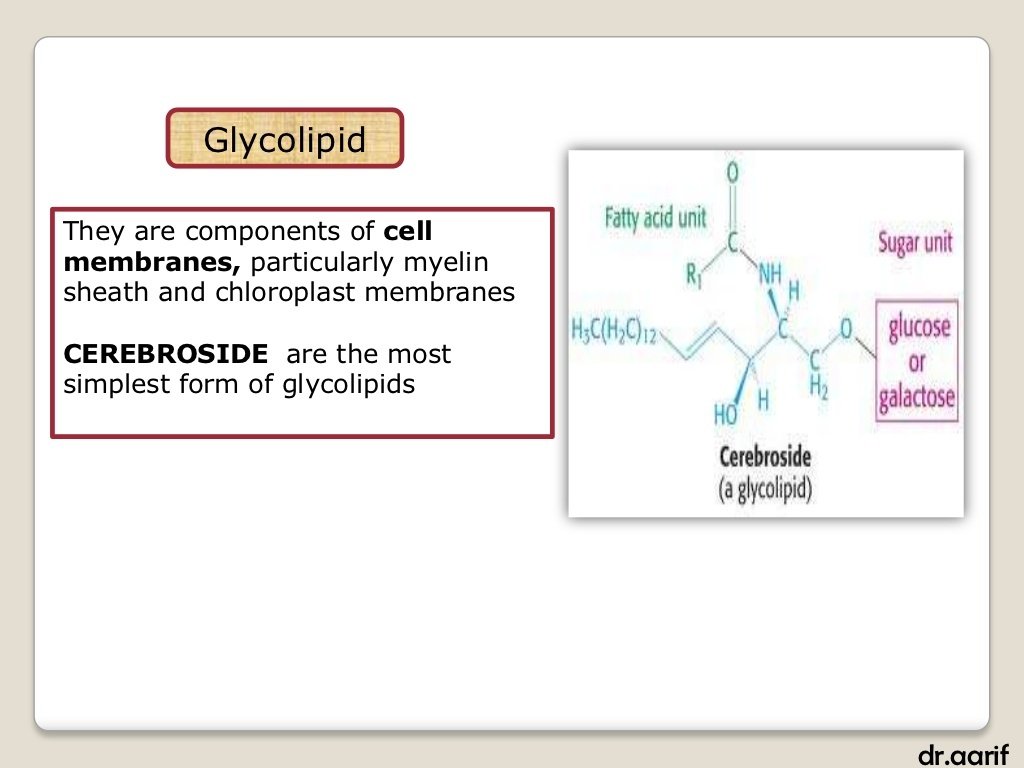 Glycolipid
They are components of cell
membranes, particularly myelin
sheath and chloroplast membranes
CEREBROSIDE are the most
simplest form of glycolipids
O
Fatty acid unit
C
Sugar unit
R₁
NH
H
H₃C(H₂C)₁₂
C
O
glucose
or
galactose
C
H₂
HO
H
Cerebroside
(a glycolipid)
dr.aarif